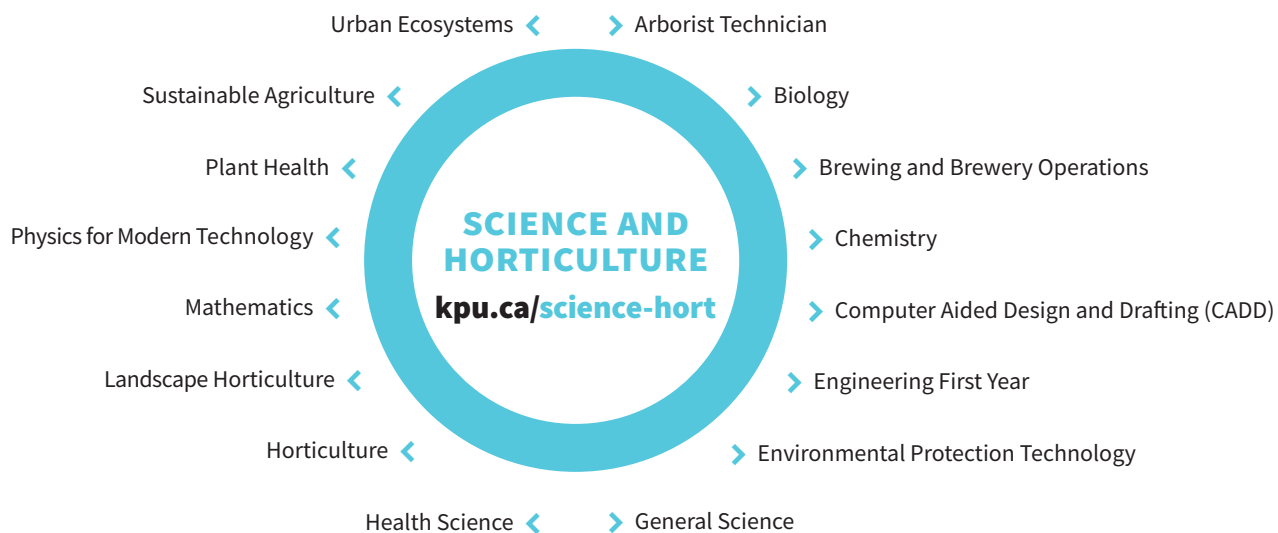 Urban Ecosystems
Arborist Technician
Sustainable Agriculture
Biology
Plant Health
Brewing and Brewery Operations
Physics for Modern Technology
Chemistry
Mathematics
Computer Aided Design and Drafting (CADD)
Landscape Horticulture
Engineering First Year
Horticulture
Environmental Protection Technology
Health Science
General Science
SCIENCE AND
HORTICULTURE
kpu.ca/science-hort